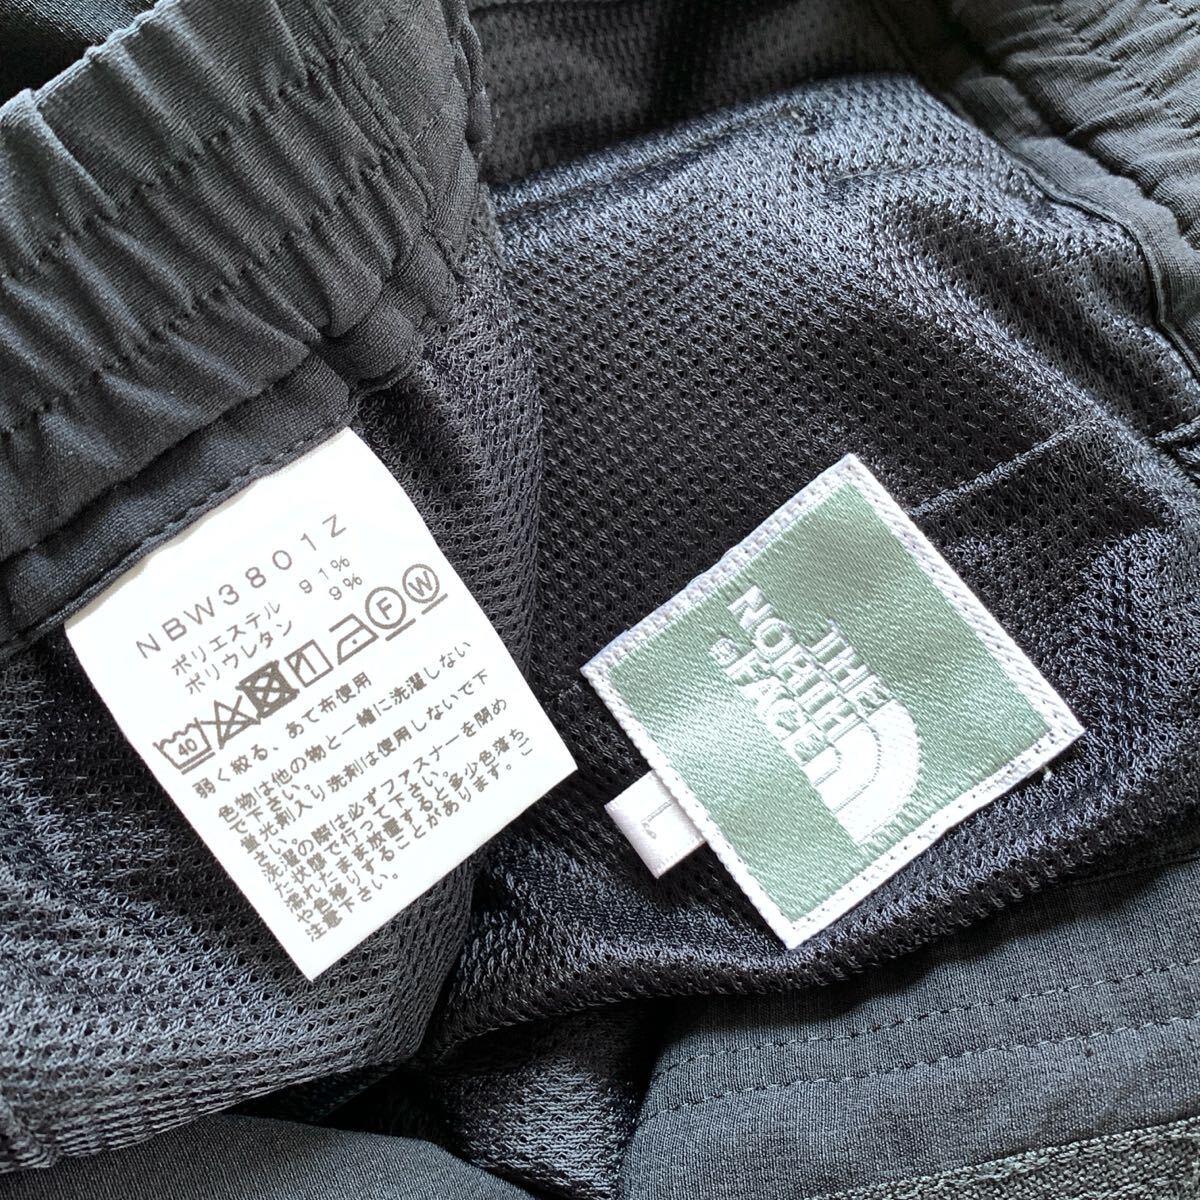 NBW3801Z
ポリエステル 91%
ポリウレタン 9%
40 F W
弱く絞る、あて布使用
色物は他の物と一緒に洗濯しない
で下さい。
蛍光剤入り洗剤は使用しないで下
さい。
洗濯の際は必ずファスナーを閉め
た状態で行って下さい。
濡れたまま放置すると多少色落ち
や色移りすることがあります。ご
注意下さい。
THE
NORTH
FACE
®
L